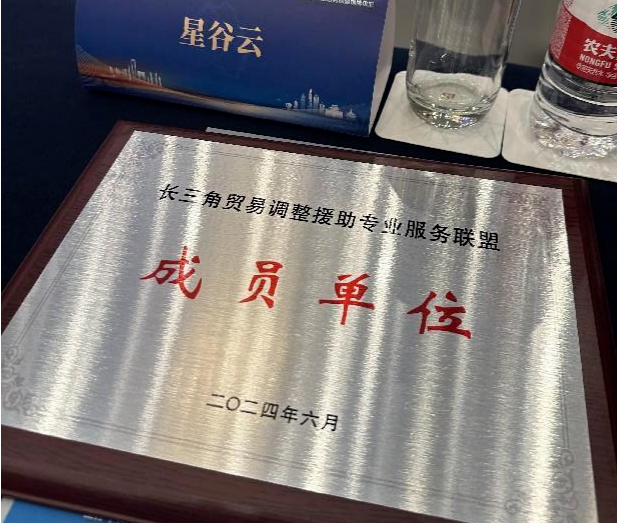 星谷云
农夫
NONGFU S
长三角贸易调整援助专业服务联盟
成员单位
二〇二四年六月